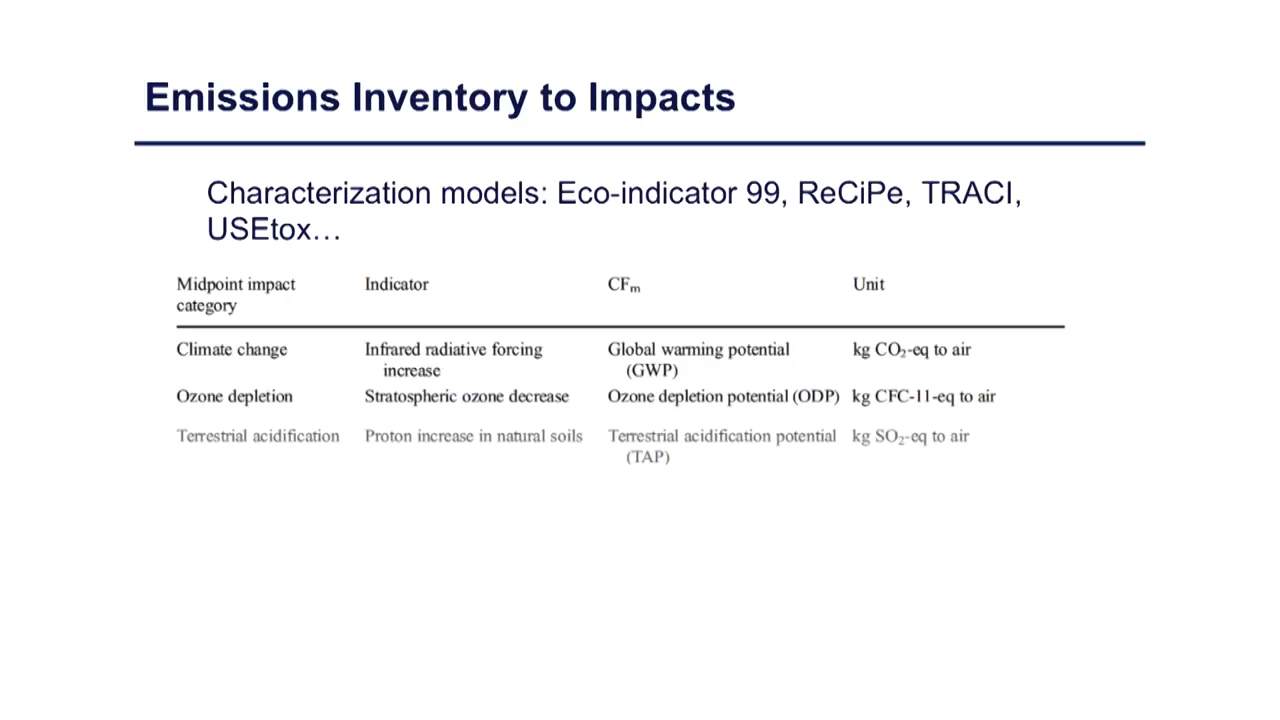 Emissions Inventory to Impacts
Characterization models: Eco-indicator 99, ReCiPe, TRACI,
USEtox…
Midpoint impact category Indicator CFm Unit
Climate change Infrared radiative forcing increase Global warming potential (GWP) kg CO₂-eq to air
Ozone depletion Stratospheric ozone decrease Ozone depletion potential (ODP) kg CFC-11-eq to air
Terrestrial acidification Proton increase in natural soils Terrestrial acidification potential (TAP) kg SO₂-eq to air